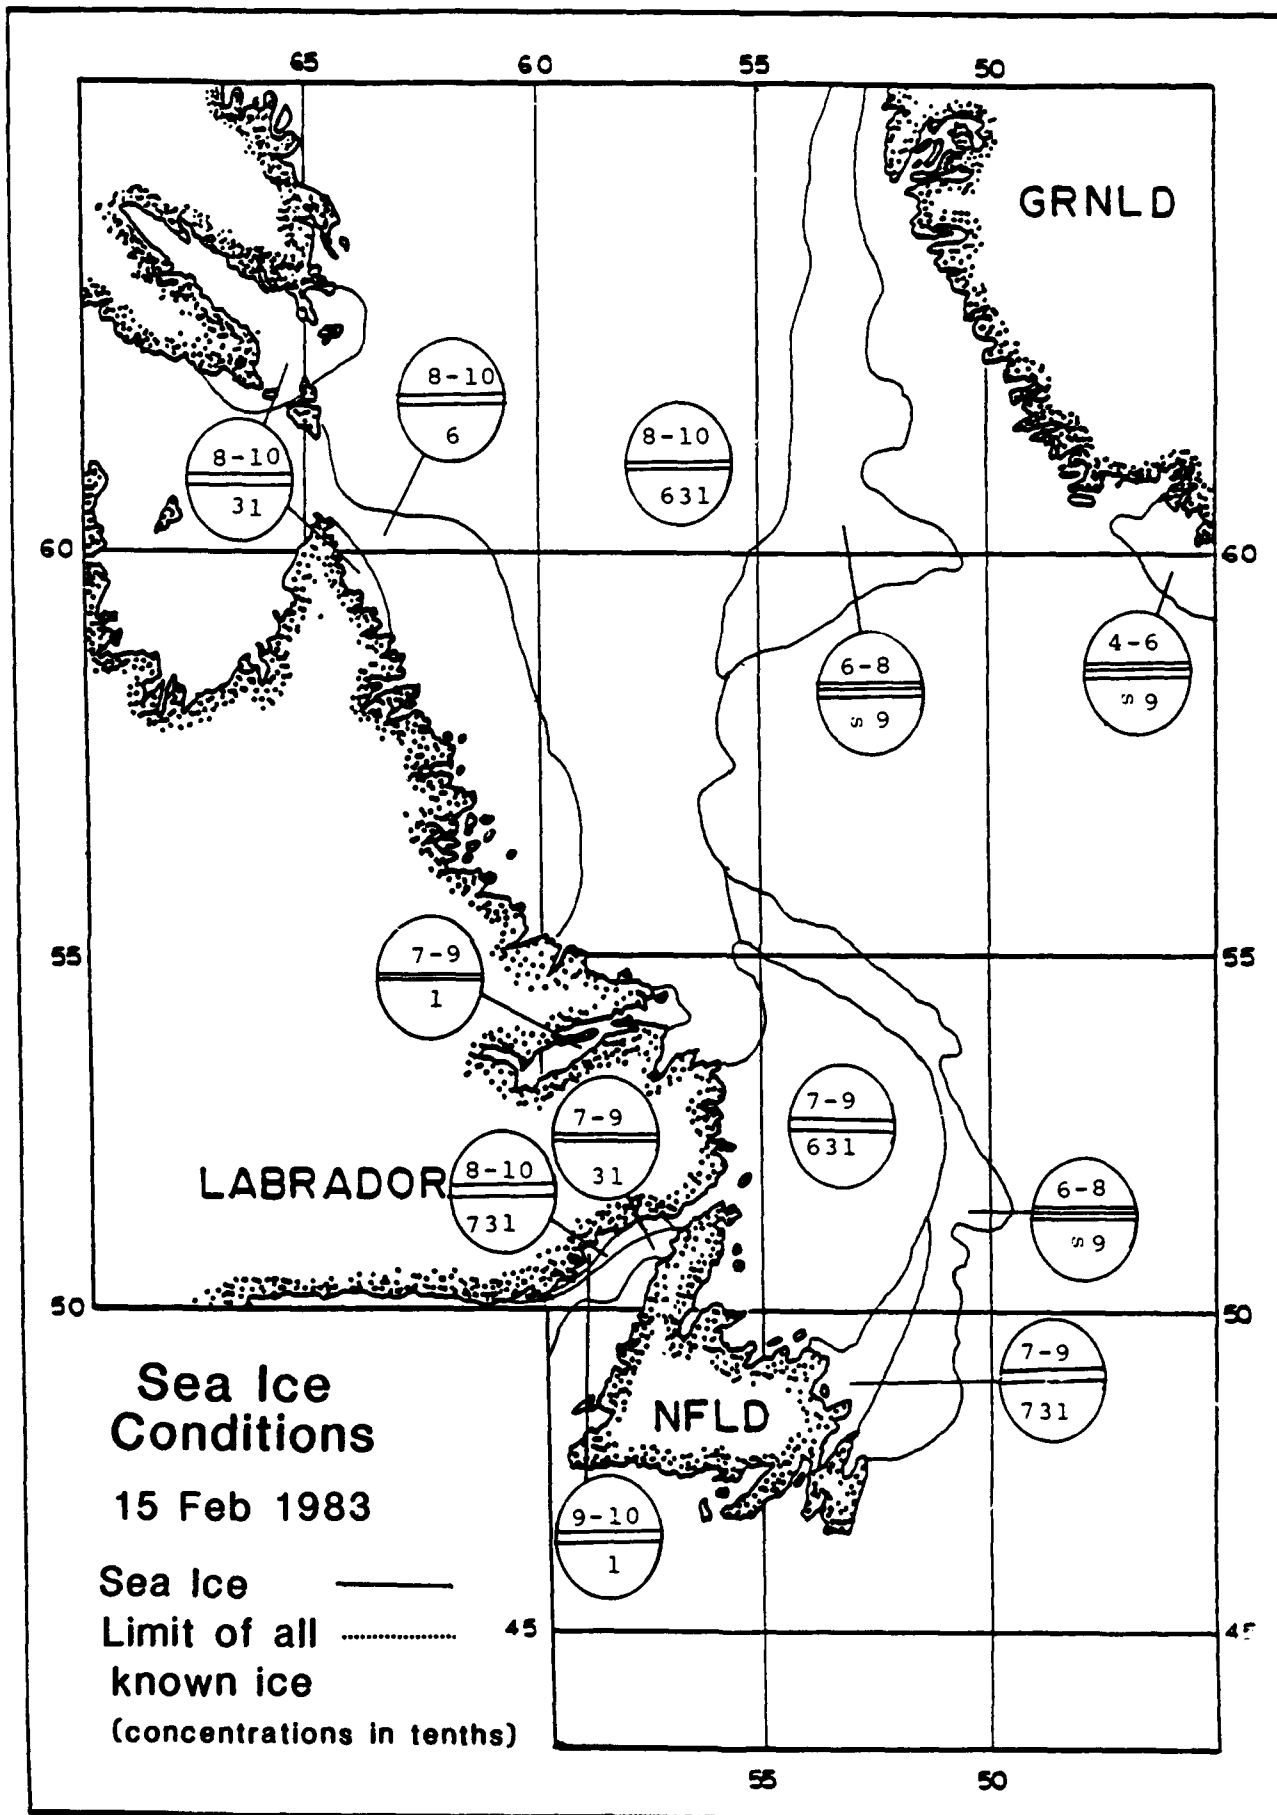 65 60 55 50
GRNLD
8-10
6
8-10
631
8-10
31
60 60
4-6
s 9
6-8
s 9
55 55
7-9
1
7-9
631
7-9
31
LABRADOR
8-10
731
6-8
s 9
50 50
7-9
731
Sea Ice
Conditions
NFLD
15 Feb 1983
9-10
1
Sea Ice
Limit of all
known ice
(concentrations in tenths)
45 45
55 50